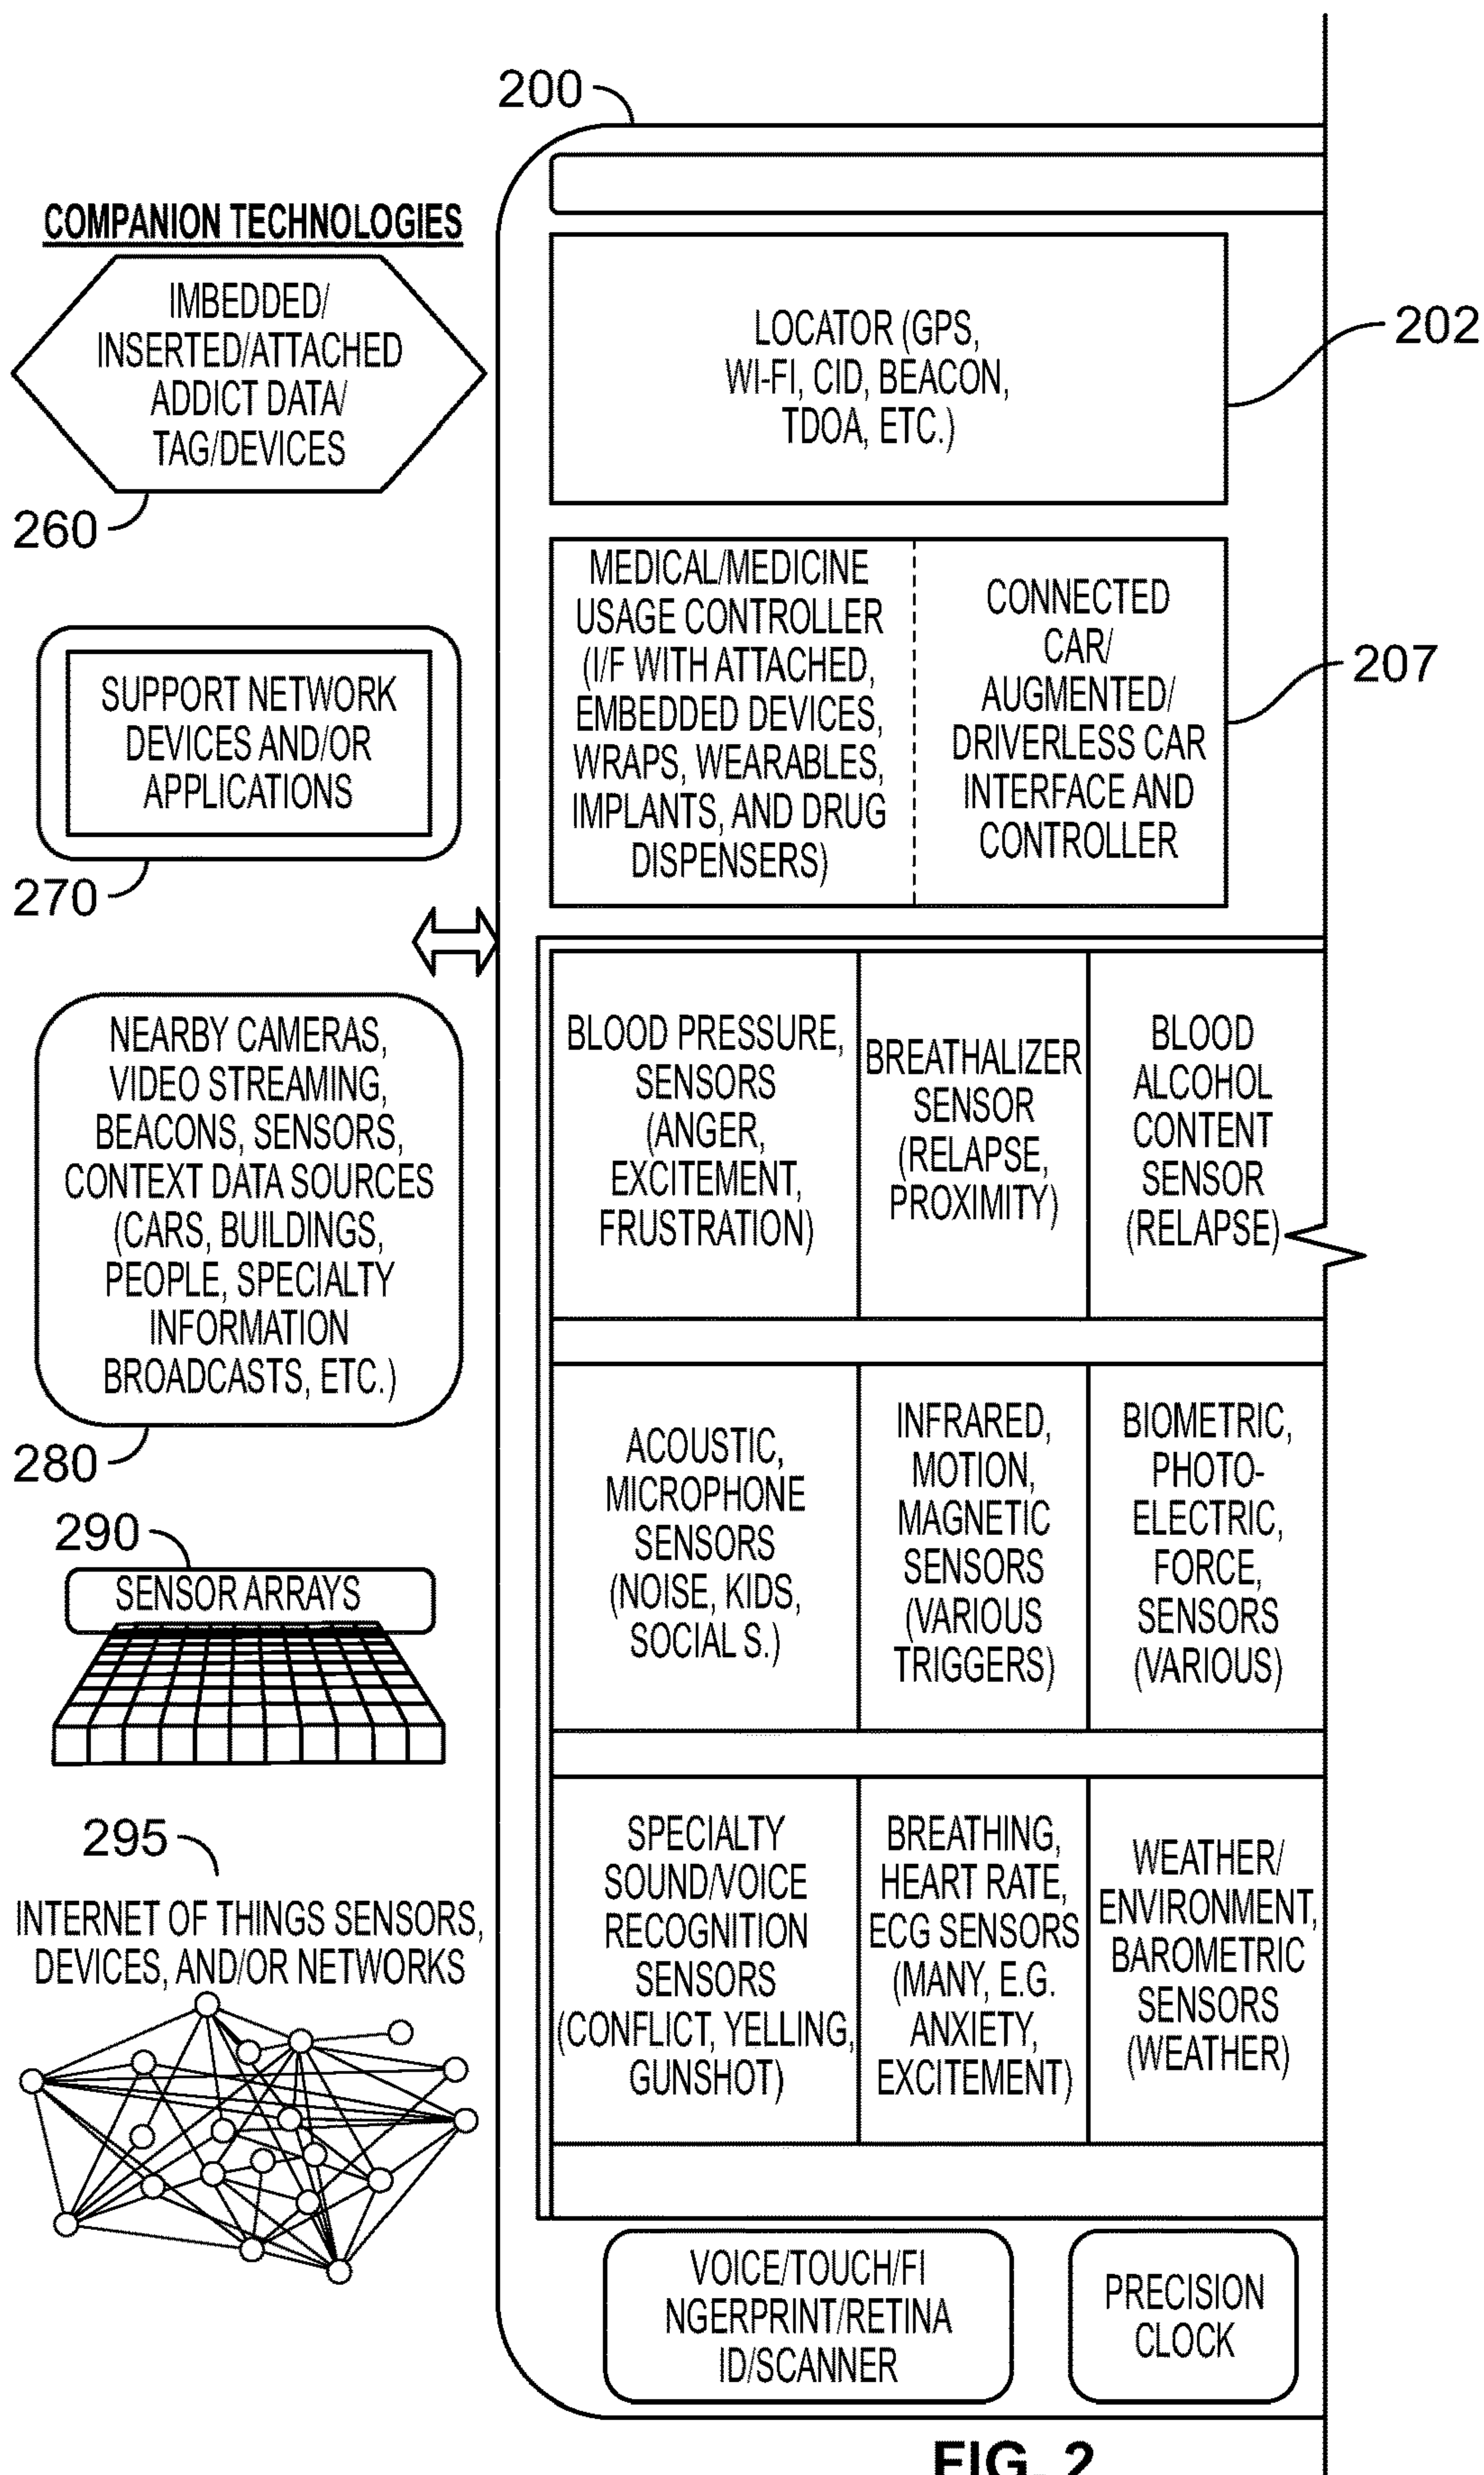 200
COMPANION TECHNOLOGIES
IMBEDDED/
INSERTED/ATTACHED
ADDICT DATA/
TAG/DEVICES
260
SUPPORT NETWORK
DEVICES AND/OR
APPLICATIONS
270
NEARBY CAMERAS,
VIDEO STREAMING,
BEACONS, SENSORS,
CONTEXT DATA SOURCES
(CARS, BUILDINGS,
PEOPLE, SPECIALTY
INFORMATION
BROADCASTS, ETC.)
280
290
SENSOR ARRAYS
295
INTERNET OF THINGS SENSORS,
DEVICES, AND/OR NETWORKS
LOCATOR (GPS,
WI-FI, CID, BEACON,
TDOA, ETC.)
202
MEDICAL/MEDICINE
USAGE CONTROLLER
(I/F WITH ATTACHED,
EMBEDDED DEVICES,
WRAPS, WEARABLES,
IMPLANTS, AND DRUG
DISPENSERS)
CONNECTED
CAR/
AUGMENTED/
DRIVERLESS CAR
INTERFACE AND
CONTROLLER
207
BLOOD PRESSURE,
SENSORS
(ANGER,
EXCITEMENT,
FRUSTRATION)
BREATHALIZER
SENSOR
(RELAPSE,
PROXIMITY)
BLOOD
ALCOHOL
CONTENT
SENSOR
(RELAPSE)
ACOUSTIC,
MICROPHONE
SENSORS
(NOISE, KIDS,
SOCIAL S.)
INFRARED,
MOTION,
MAGNETIC
SENSORS
(VARIOUS
TRIGGERS)
BIOMETRIC,
PHOTO-
ELECTRIC,
FORCE,
SENSORS
(VARIOUS)
SPECIALTY
SOUND/VOICE
RECOGNITION
SENSORS
(CONFLICT, YELLING,
GUNSHOT)
BREATHING,
HEART RATE,
ECG SENSORS
(MANY, E.G.
ANXIETY,
EXCITEMENT)
WEATHER/
ENVIRONMENT,
BAROMETRIC
SENSORS
(WEATHER)
VOICE/TOUCH/FI
NGERPRINT/RETINA
ID/SCANNER
PRECISION
CLOCK
FIG. 2